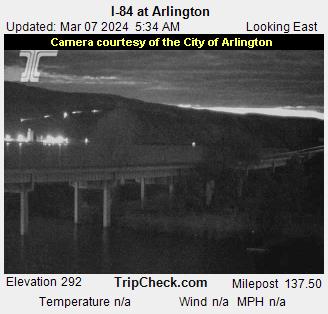 I-84 at Arlington
Updated: Mar 07 2024 5:34 AM Looking East
Camera courtesy of the City of Arlington
Elevation 292 TripCheck.com Milepost 137.50
Temperature n/a Wind n/a MPH n/a